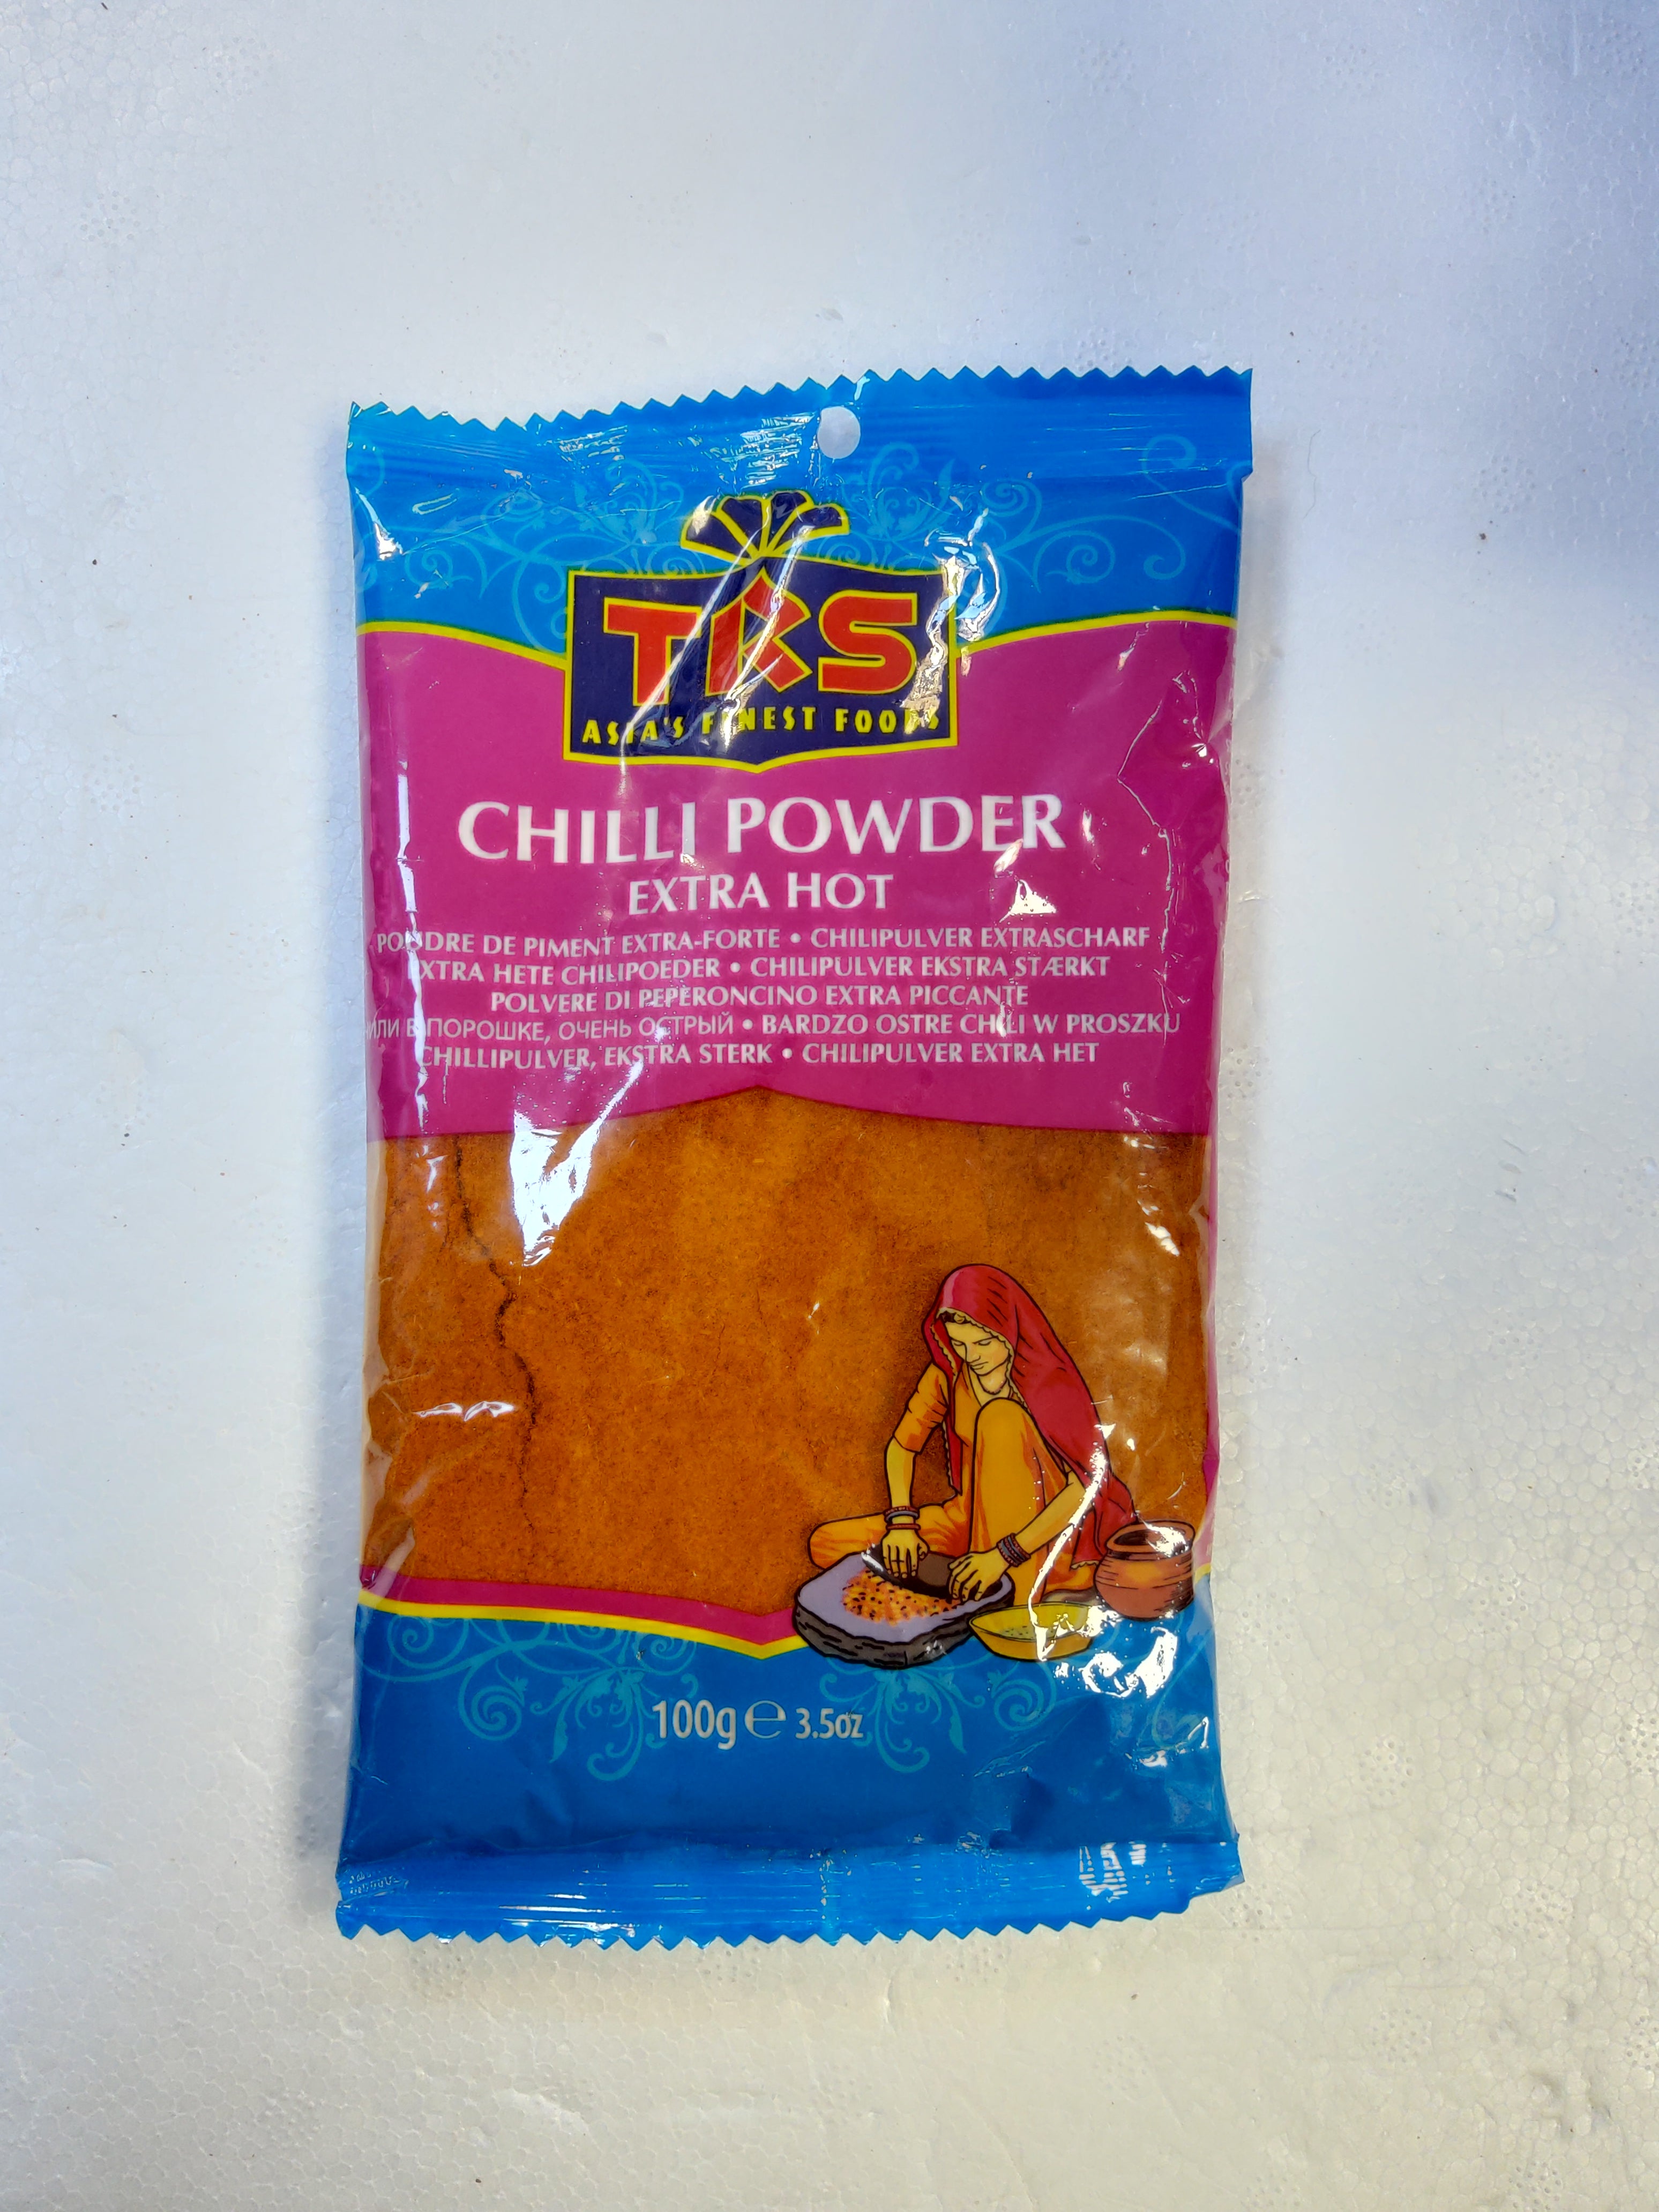 TRS
ASIA'S FINEST FOODS
CHILLI POWDER
EXTRA HOT
POUDRE DE PIMENT EXTRA-FORTE • CHILIPULVER EXTRASCHARF
EXTRA HETE CHILIPOEDER • CHILIPULVER EKSTRA STÆRKT
POLVERE DI PEPERONCINO EXTRA PICCANTE
В ПОРОШКЕ, ОЧЕНЬ ОСТРЫЙ • BARDZO OSTRE CHILI W PROSZKU
CHILLIPULVER, EKSTRA STERK • CHILIPULVER EXTRA HET
100g ℮ 3.5oz